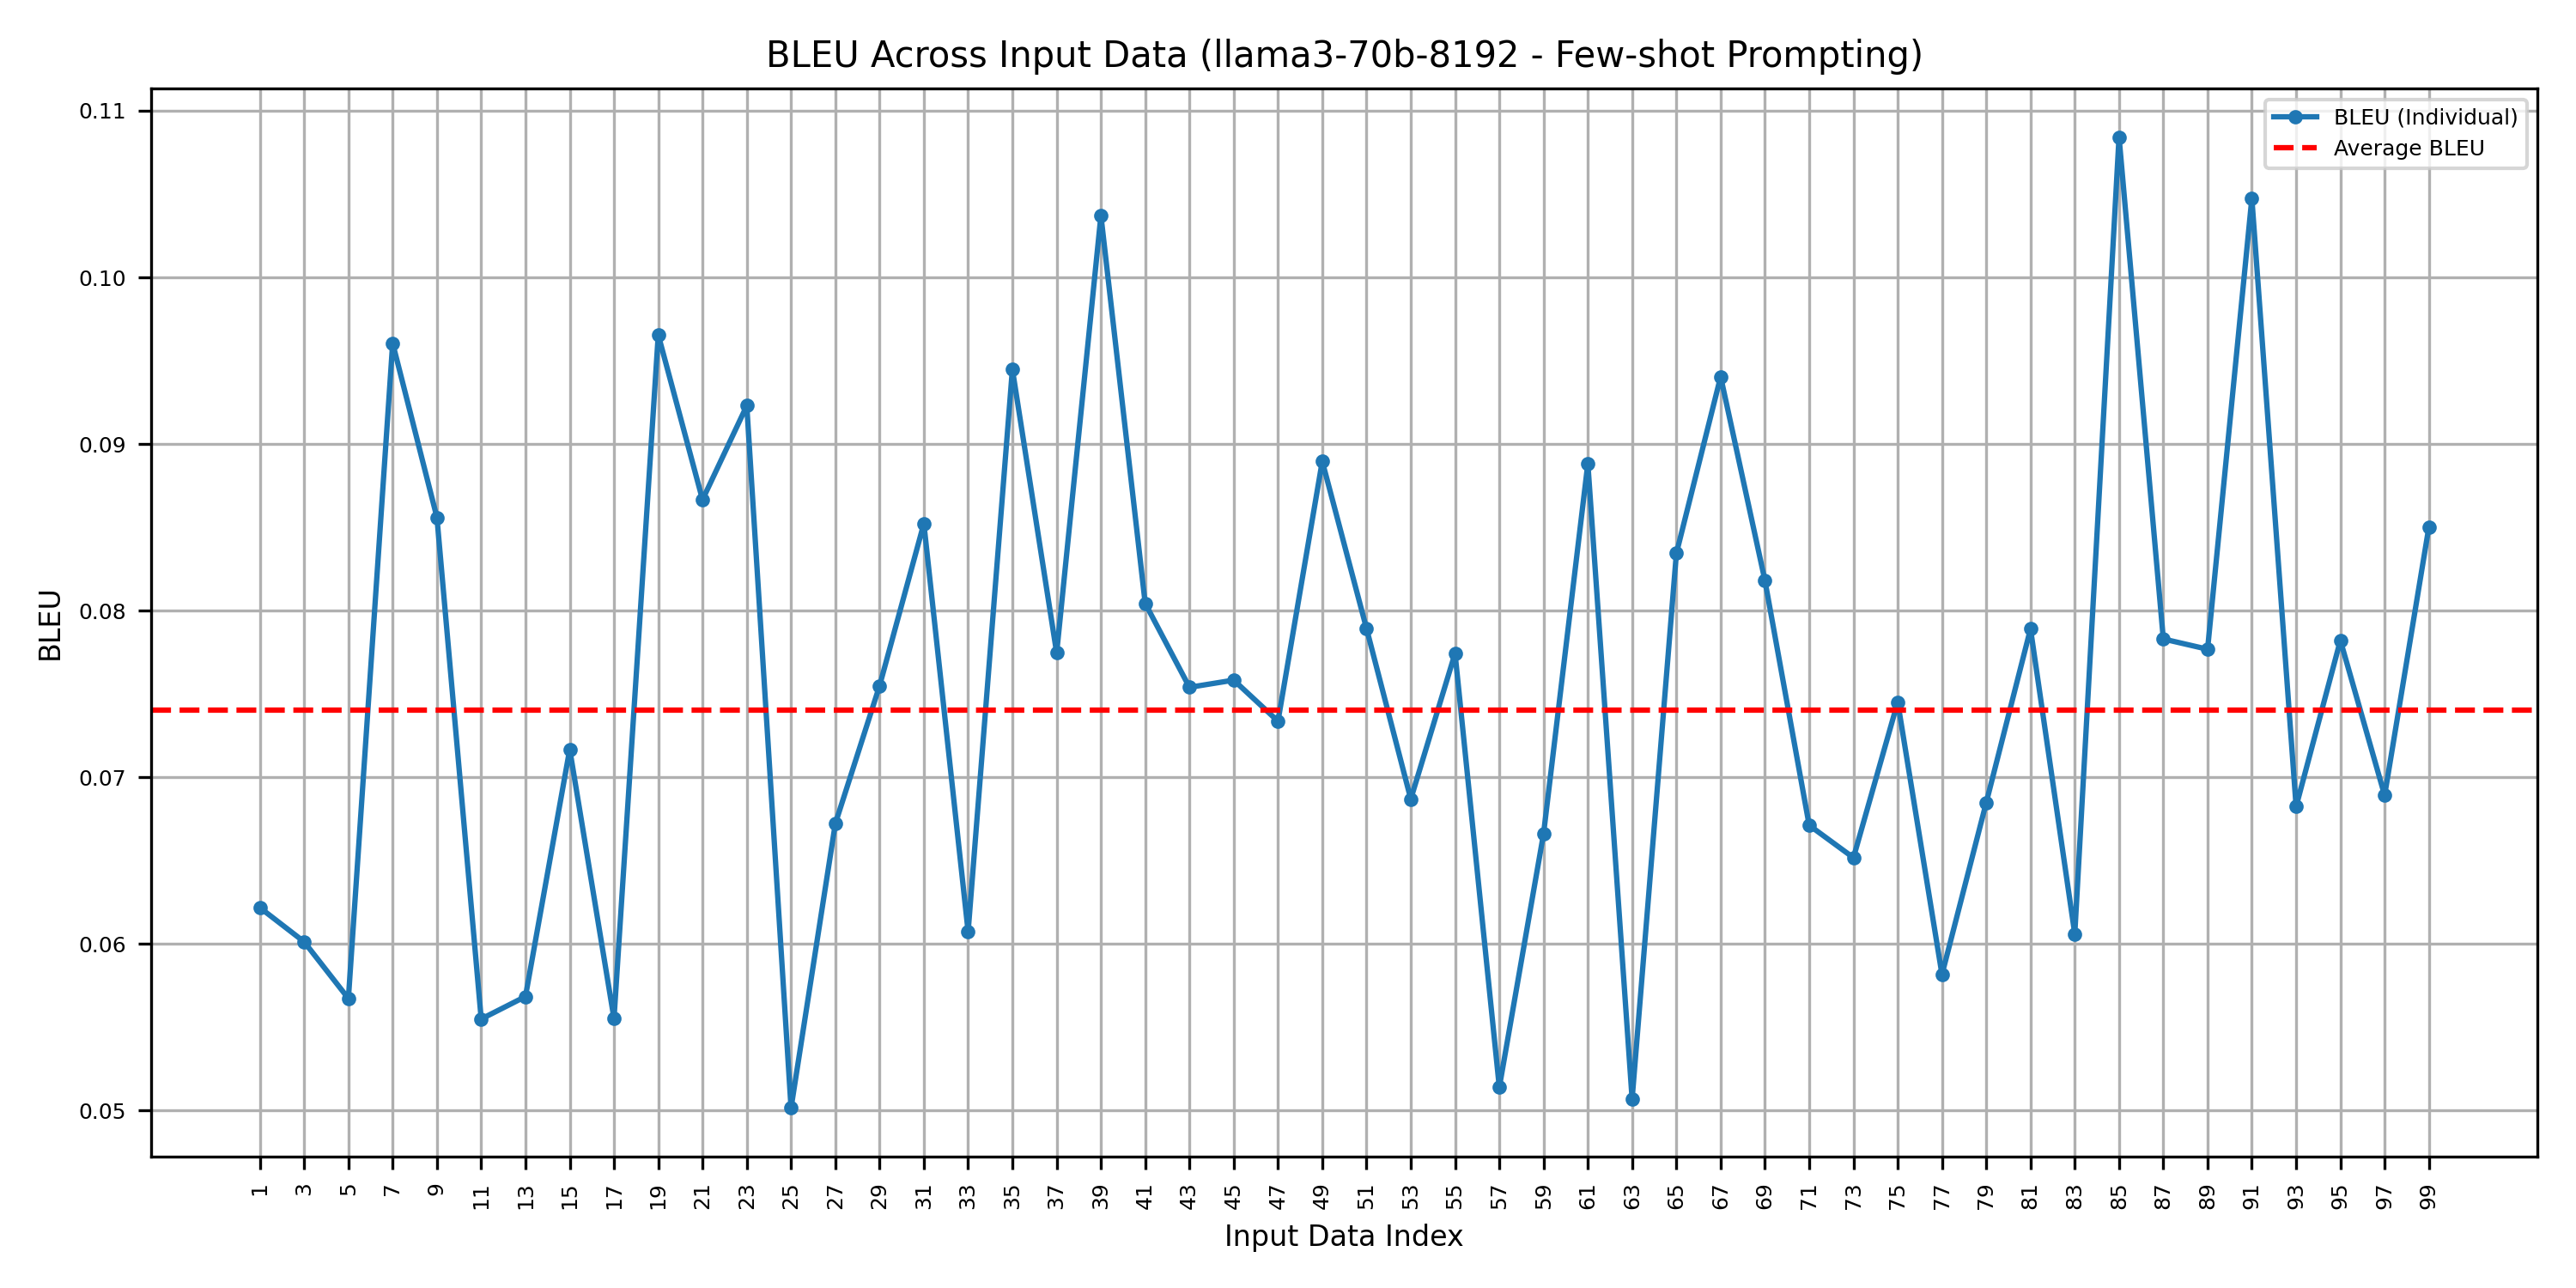 BLEU Across Input Data (llama3-70b-8192 - Few-shot Prompting)
BLEU (Individual)
Average BLEU
0.11
0.10
0.09
0.08
0.07
0.06
0.05
BLEU
1 3 5 7 9 11 13 15 17 19 21 23 25 27 29 31 33 35 37 39 41 43 45 47 49 51 53 55 57 59 61 63 65 67 69 71 73 75 77 79 81 83 85 87 89 91 93 95 97 99
Input Data Index